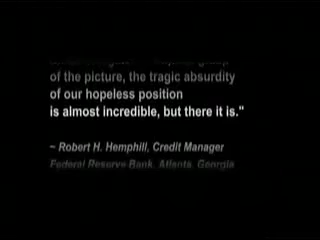 of the picture, the tragic absurdity
of our hopeless position
is almost incredible, but there it is."
~ Robert H. Hemphill, Credit Manager
Federal Reserve Bank, Atlanta, Georgia